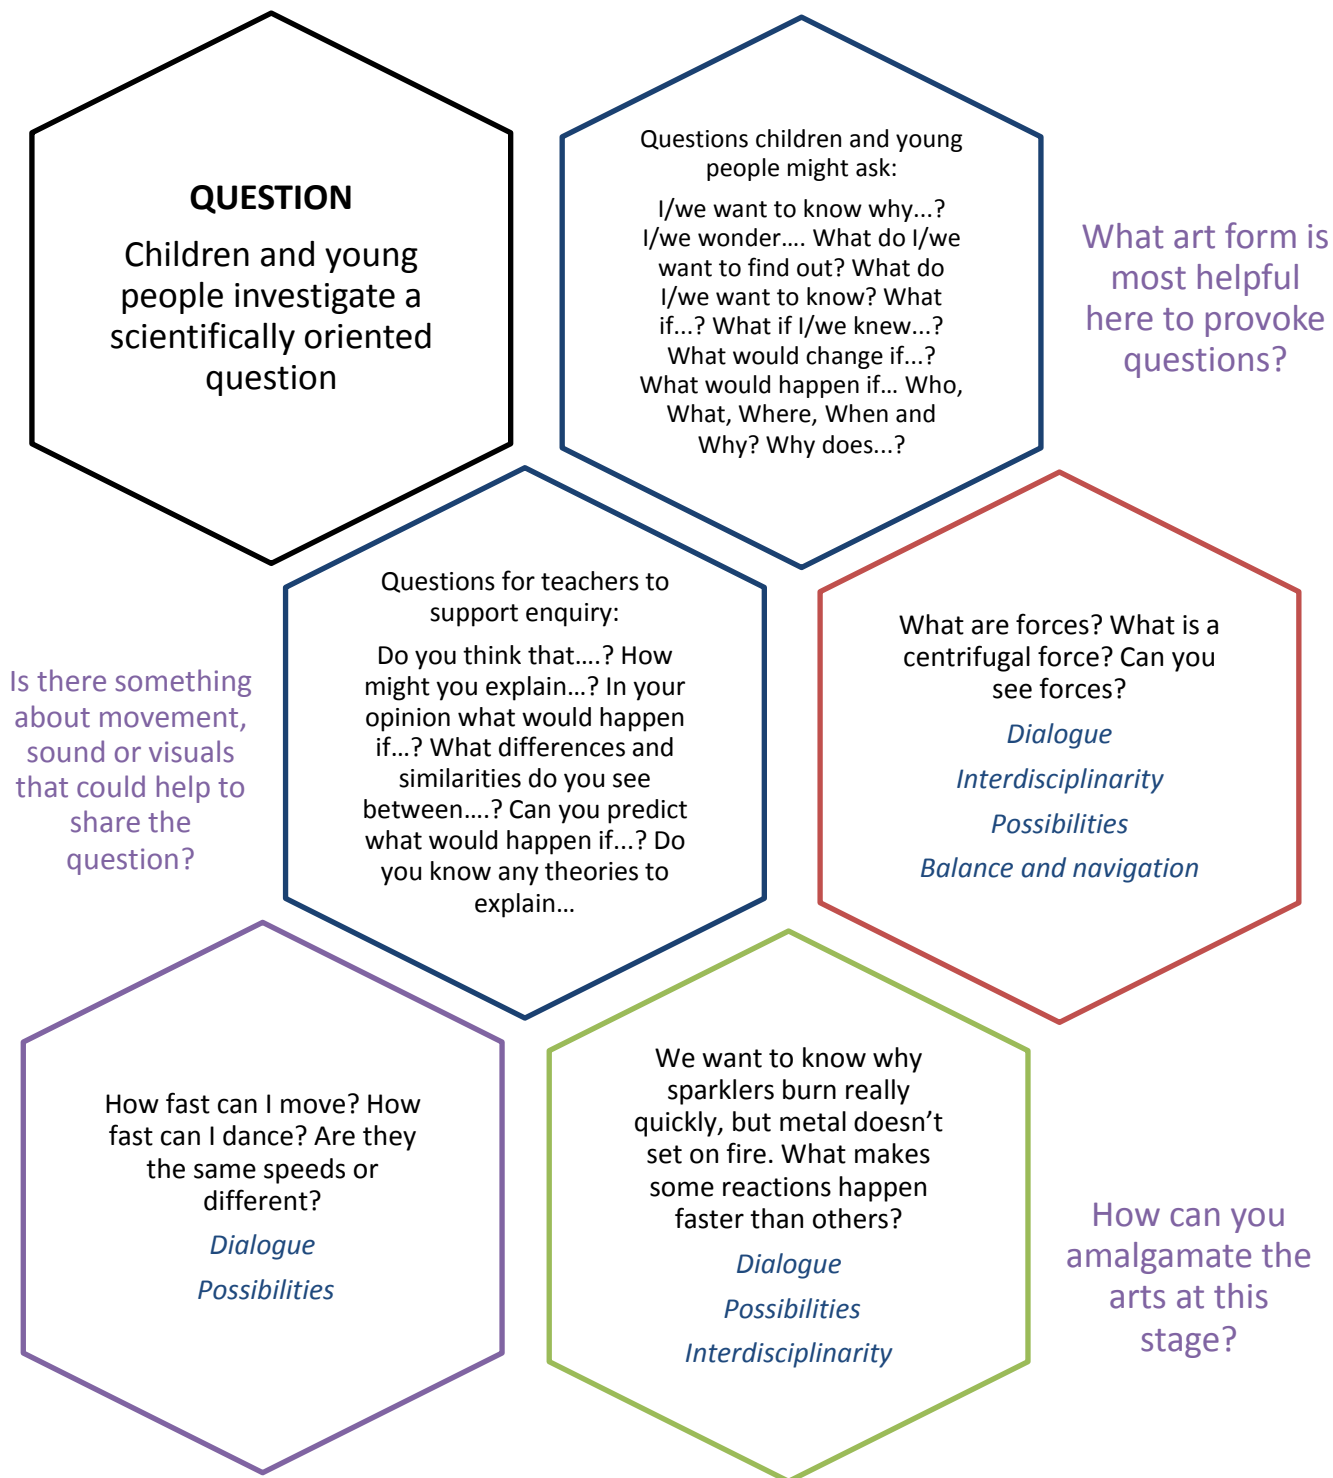 QUESTION
Children and young
people investigate a
scientifically oriented
question
Questions children and young
people might ask:
I/we want to know why...?
I/we wonder.... What do I/we
want to find out? What do
I/we want to know? What
if...? What if I/we knew...?
What would change if...?
What would happen if... Who,
What, Where, When and
Why? Why does...?
What art form is
most helpful
here to provoke
questions?
Is there something
about movement,
sound or visuals
that could help to
share the
question?
Questions for teachers to
support enquiry:
Do you think that....? How
might you explain...? In your
opinion what would happen
if...? What differences and
similarities do you see
between....? Can you predict
what would happen if...? Do
you know any theories to
explain...
What are forces? What is a
centrifugal force? Can you
see forces?
Dialogue
Interdisciplinarity
Possibilities
Balance and navigation
How fast can I move? How
fast can I dance? Are they
the same speeds or
different?
Dialogue
Possibilities
We want to know why
sparklers burn really
quickly, but metal doesn’t
set on fire. What makes
some reactions happen
faster than others?
Dialogue
Possibilities
Interdisciplinarity
How can you
amalgamate the
arts at this
stage?